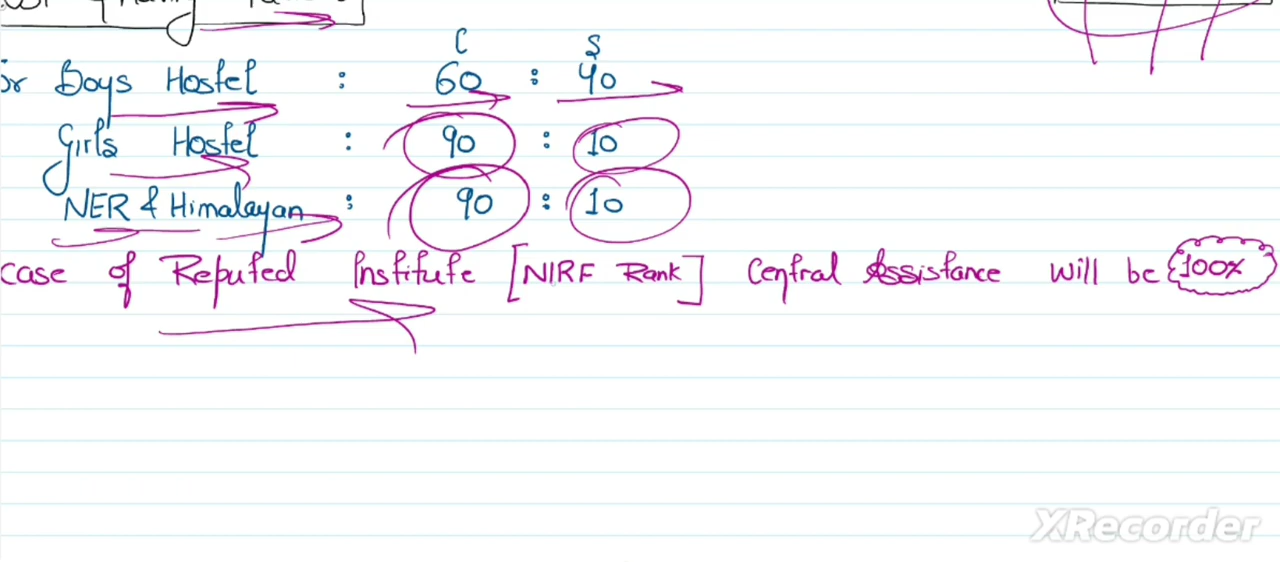 C S
Boys Hostel : 60 : 40
Girls Hostel : 90 : 10
NER & Himalayan : 90 : 10
case of Reputed Institute [NIRF Rank] Central Assistance will be 100%
XRecorder